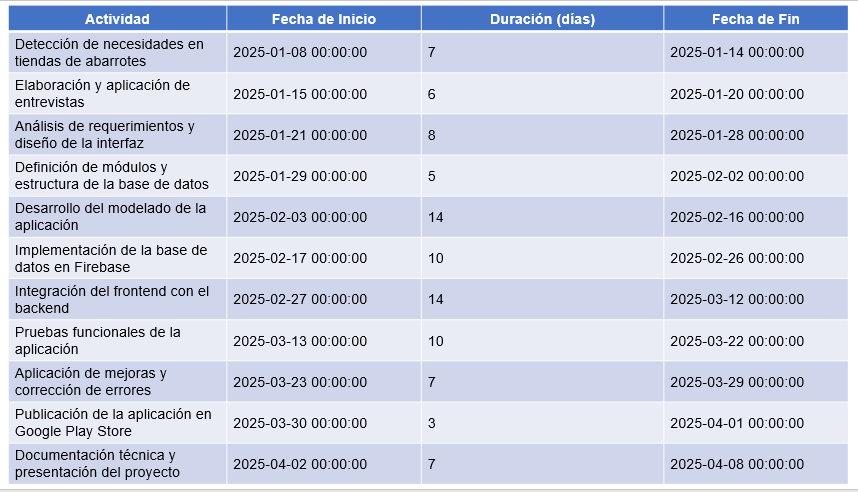 Actividad Fecha de Inicio Duración (días) Fecha de Fin
Detección de necesidades en
tiendas de abarrotes 2025-01-08 00:00:00 7 2025-01-14 00:00:00
Elaboración y aplicación de
entrevistas 2025-01-15 00:00:00 6 2025-01-20 00:00:00
Análisis de requerimientos y
diseño de la interfaz 2025-01-21 00:00:00 8 2025-01-28 00:00:00
Definición de módulos y
estructura de la base de datos 2025-01-29 00:00:00 5 2025-02-02 00:00:00
Desarrollo del modelado de la
aplicación 2025-02-03 00:00:00 14 2025-02-16 00:00:00
Implementación de la base de
datos en Firebase 2025-02-17 00:00:00 10 2025-02-26 00:00:00
Integración del frontend con el
backend 2025-02-27 00:00:00 14 2025-03-12 00:00:00
Pruebas funcionales de la
aplicación 2025-03-13 00:00:00 10 2025-03-22 00:00:00
Aplicación de mejoras y
corrección de errores 2025-03-23 00:00:00 7 2025-03-29 00:00:00
Publicación de la aplicación en
Google Play Store 2025-03-30 00:00:00 3 2025-04-01 00:00:00
Documentación técnica y
presentación del proyecto 2025-04-02 00:00:00 7 2025-04-08 00:00:00